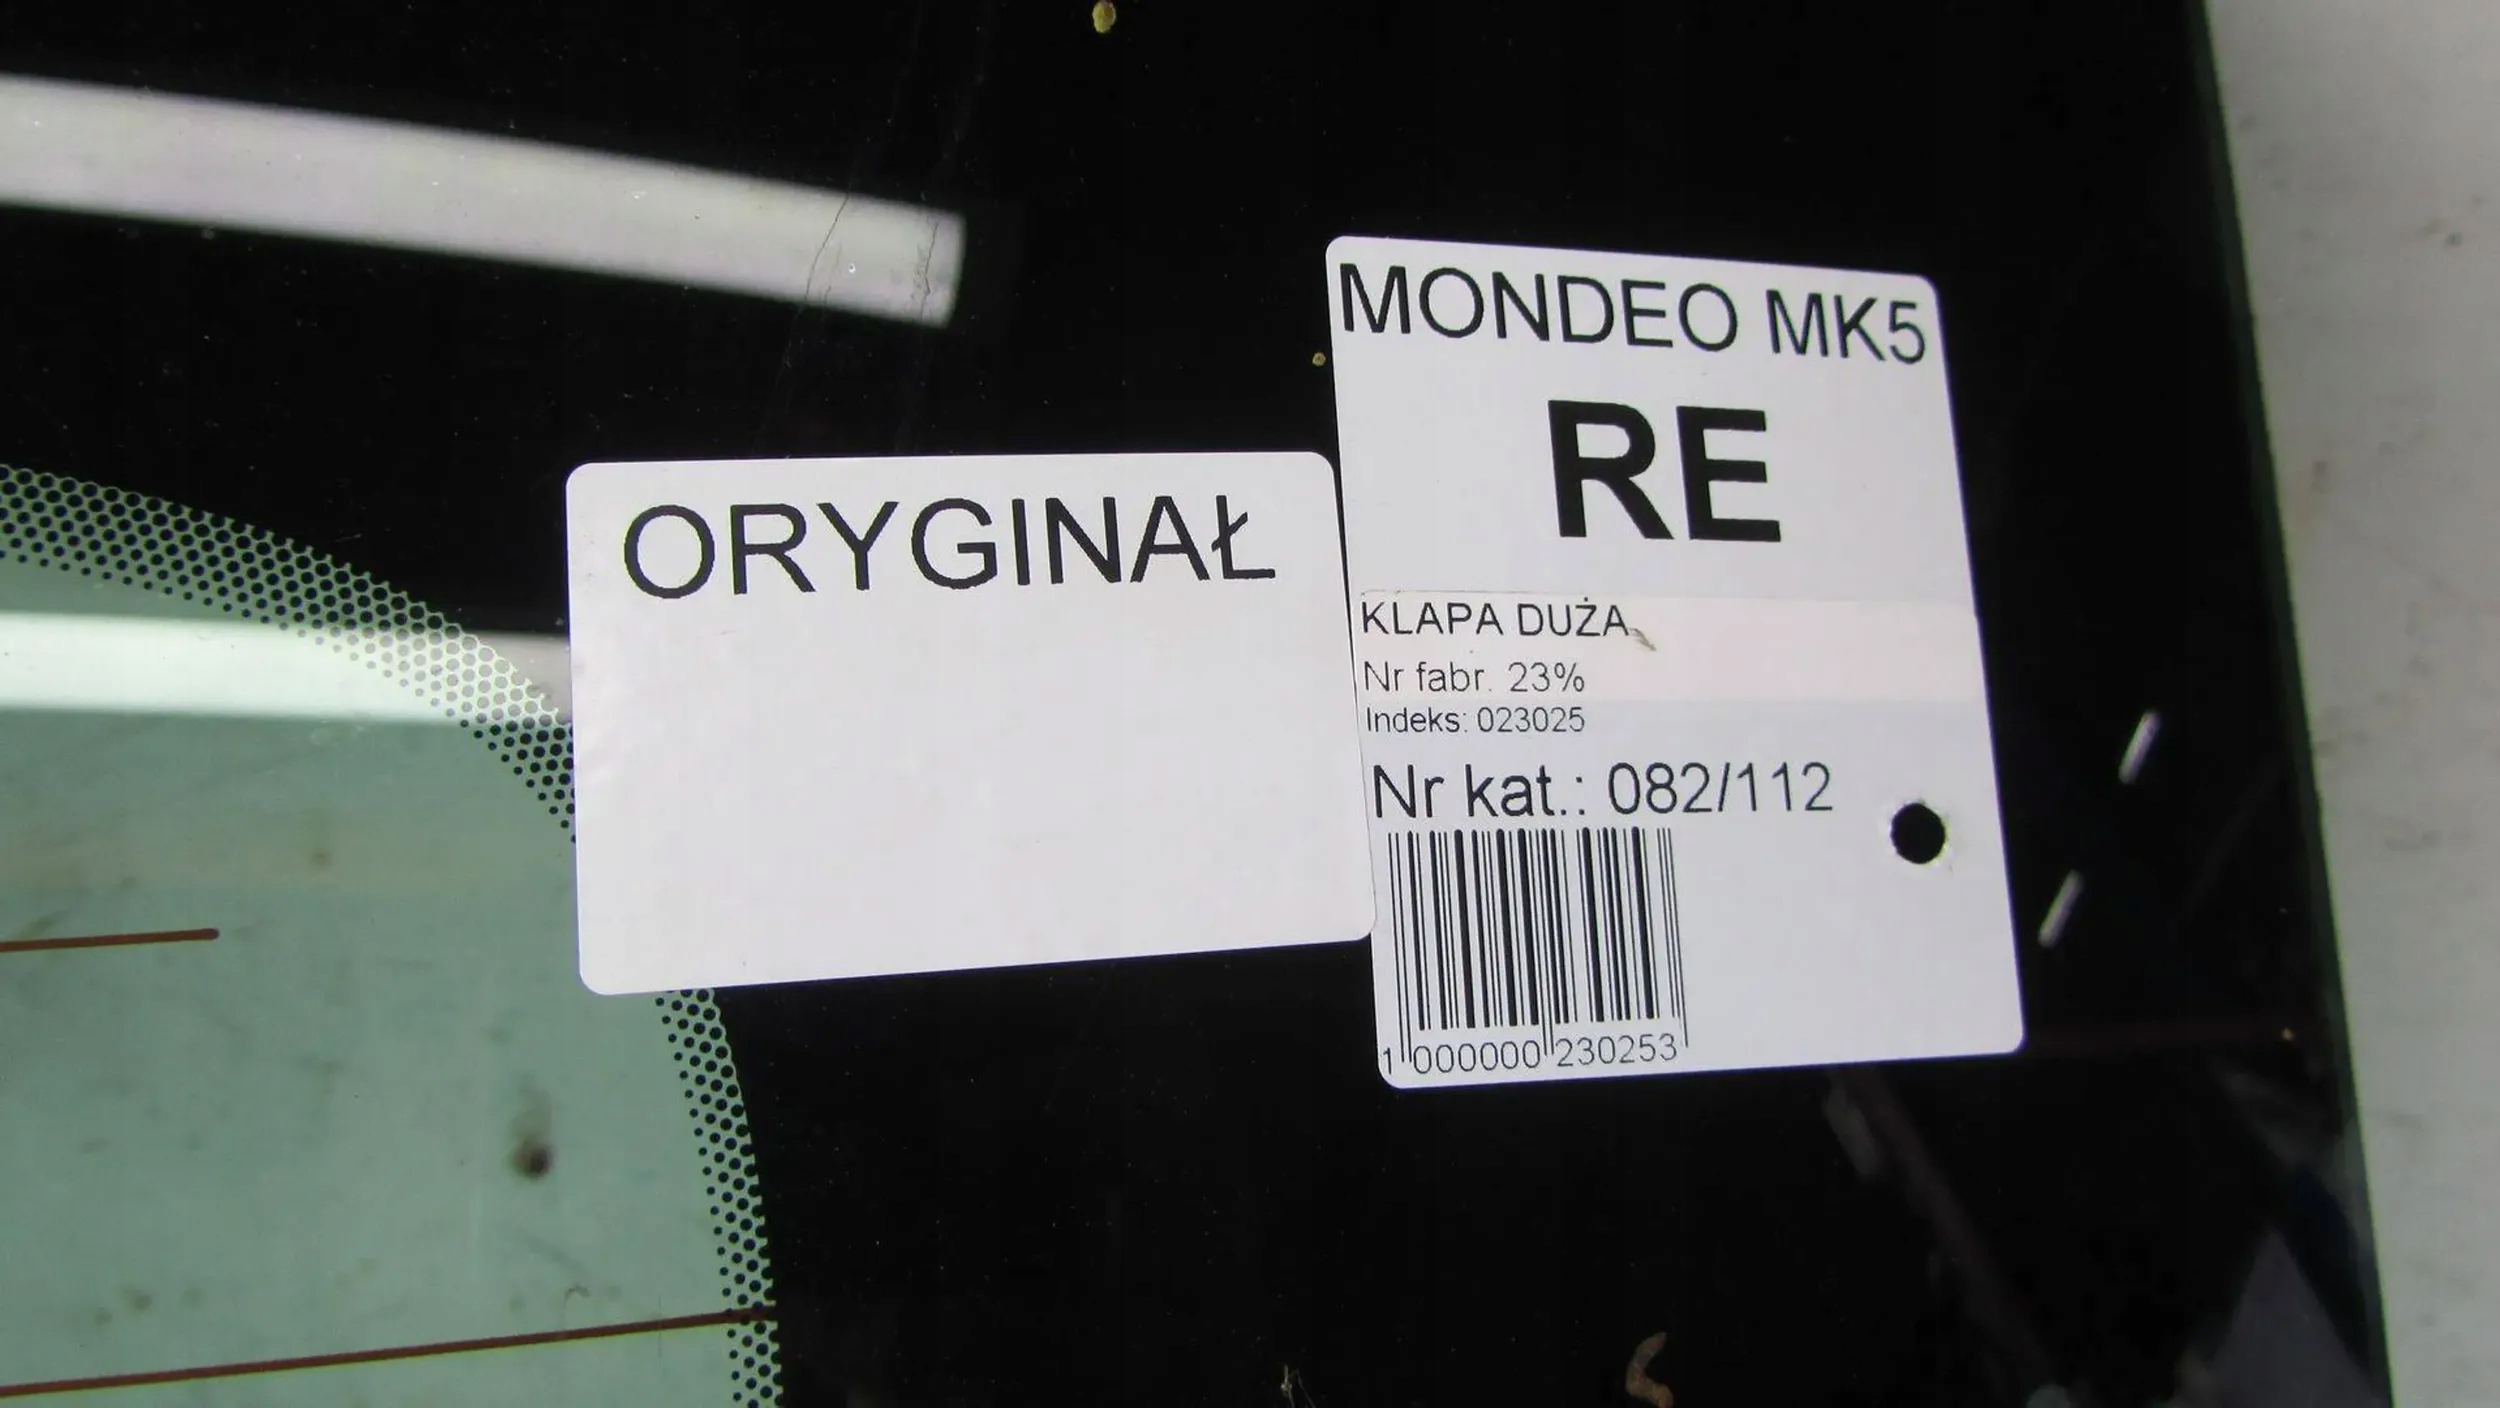 MONDEO MK5
RE
ORYGINAŁ
KLAPA DUŻA
Nr fabr. 23%
Indeks: 023025
Nr kat.: 082/112
1 000000 230253